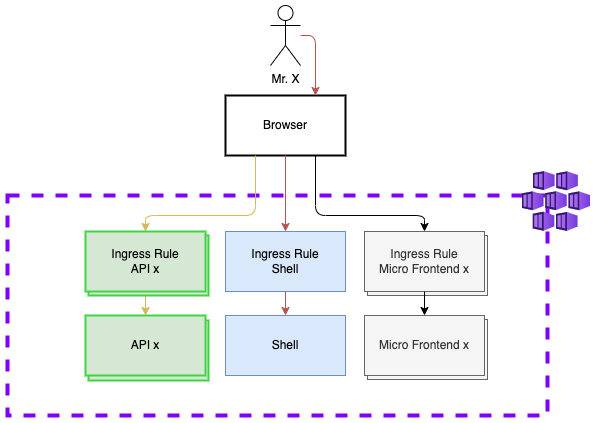 Mr. X
Browser
Ingress Rule
API x
Ingress Rule
Shell
Ingress Rule
Micro Frontend x
API x
Shell
Micro Frontend x